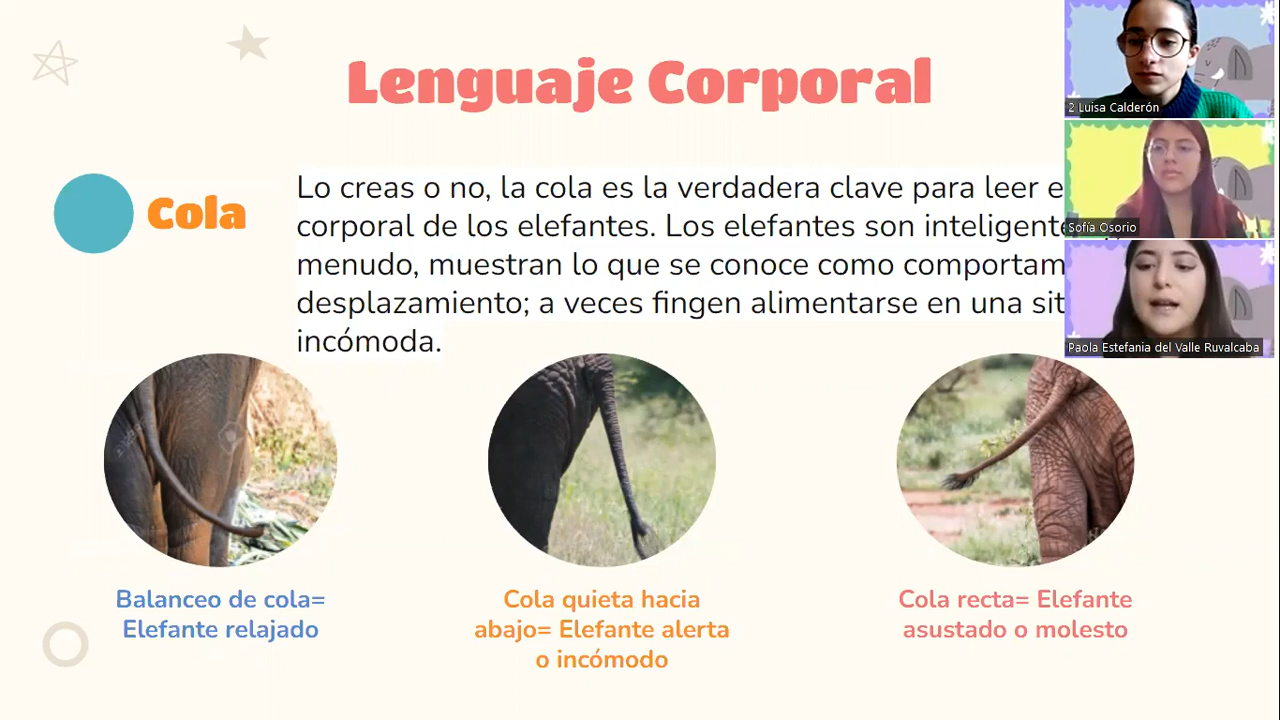 Lenguaje Corporal
Cola
Lo creas o no, la cola es la verdadera clave para leer e
corporal de los elefantes. Los elefantes son inteligente
menudo, muestran lo que se conoce como comportam
desplazamiento; a veces fingen alimentarse en una sit
incómoda.
Balanceo de cola=
Elefante relajado
Cola quieta hacia
abajo= Elefante alerta
o incómodo
Cola recta= Elefante
asustado o molesto
2 Luisa Calderón
Sofía Osorio
Paola Estefania del Valle Ruvalcaba